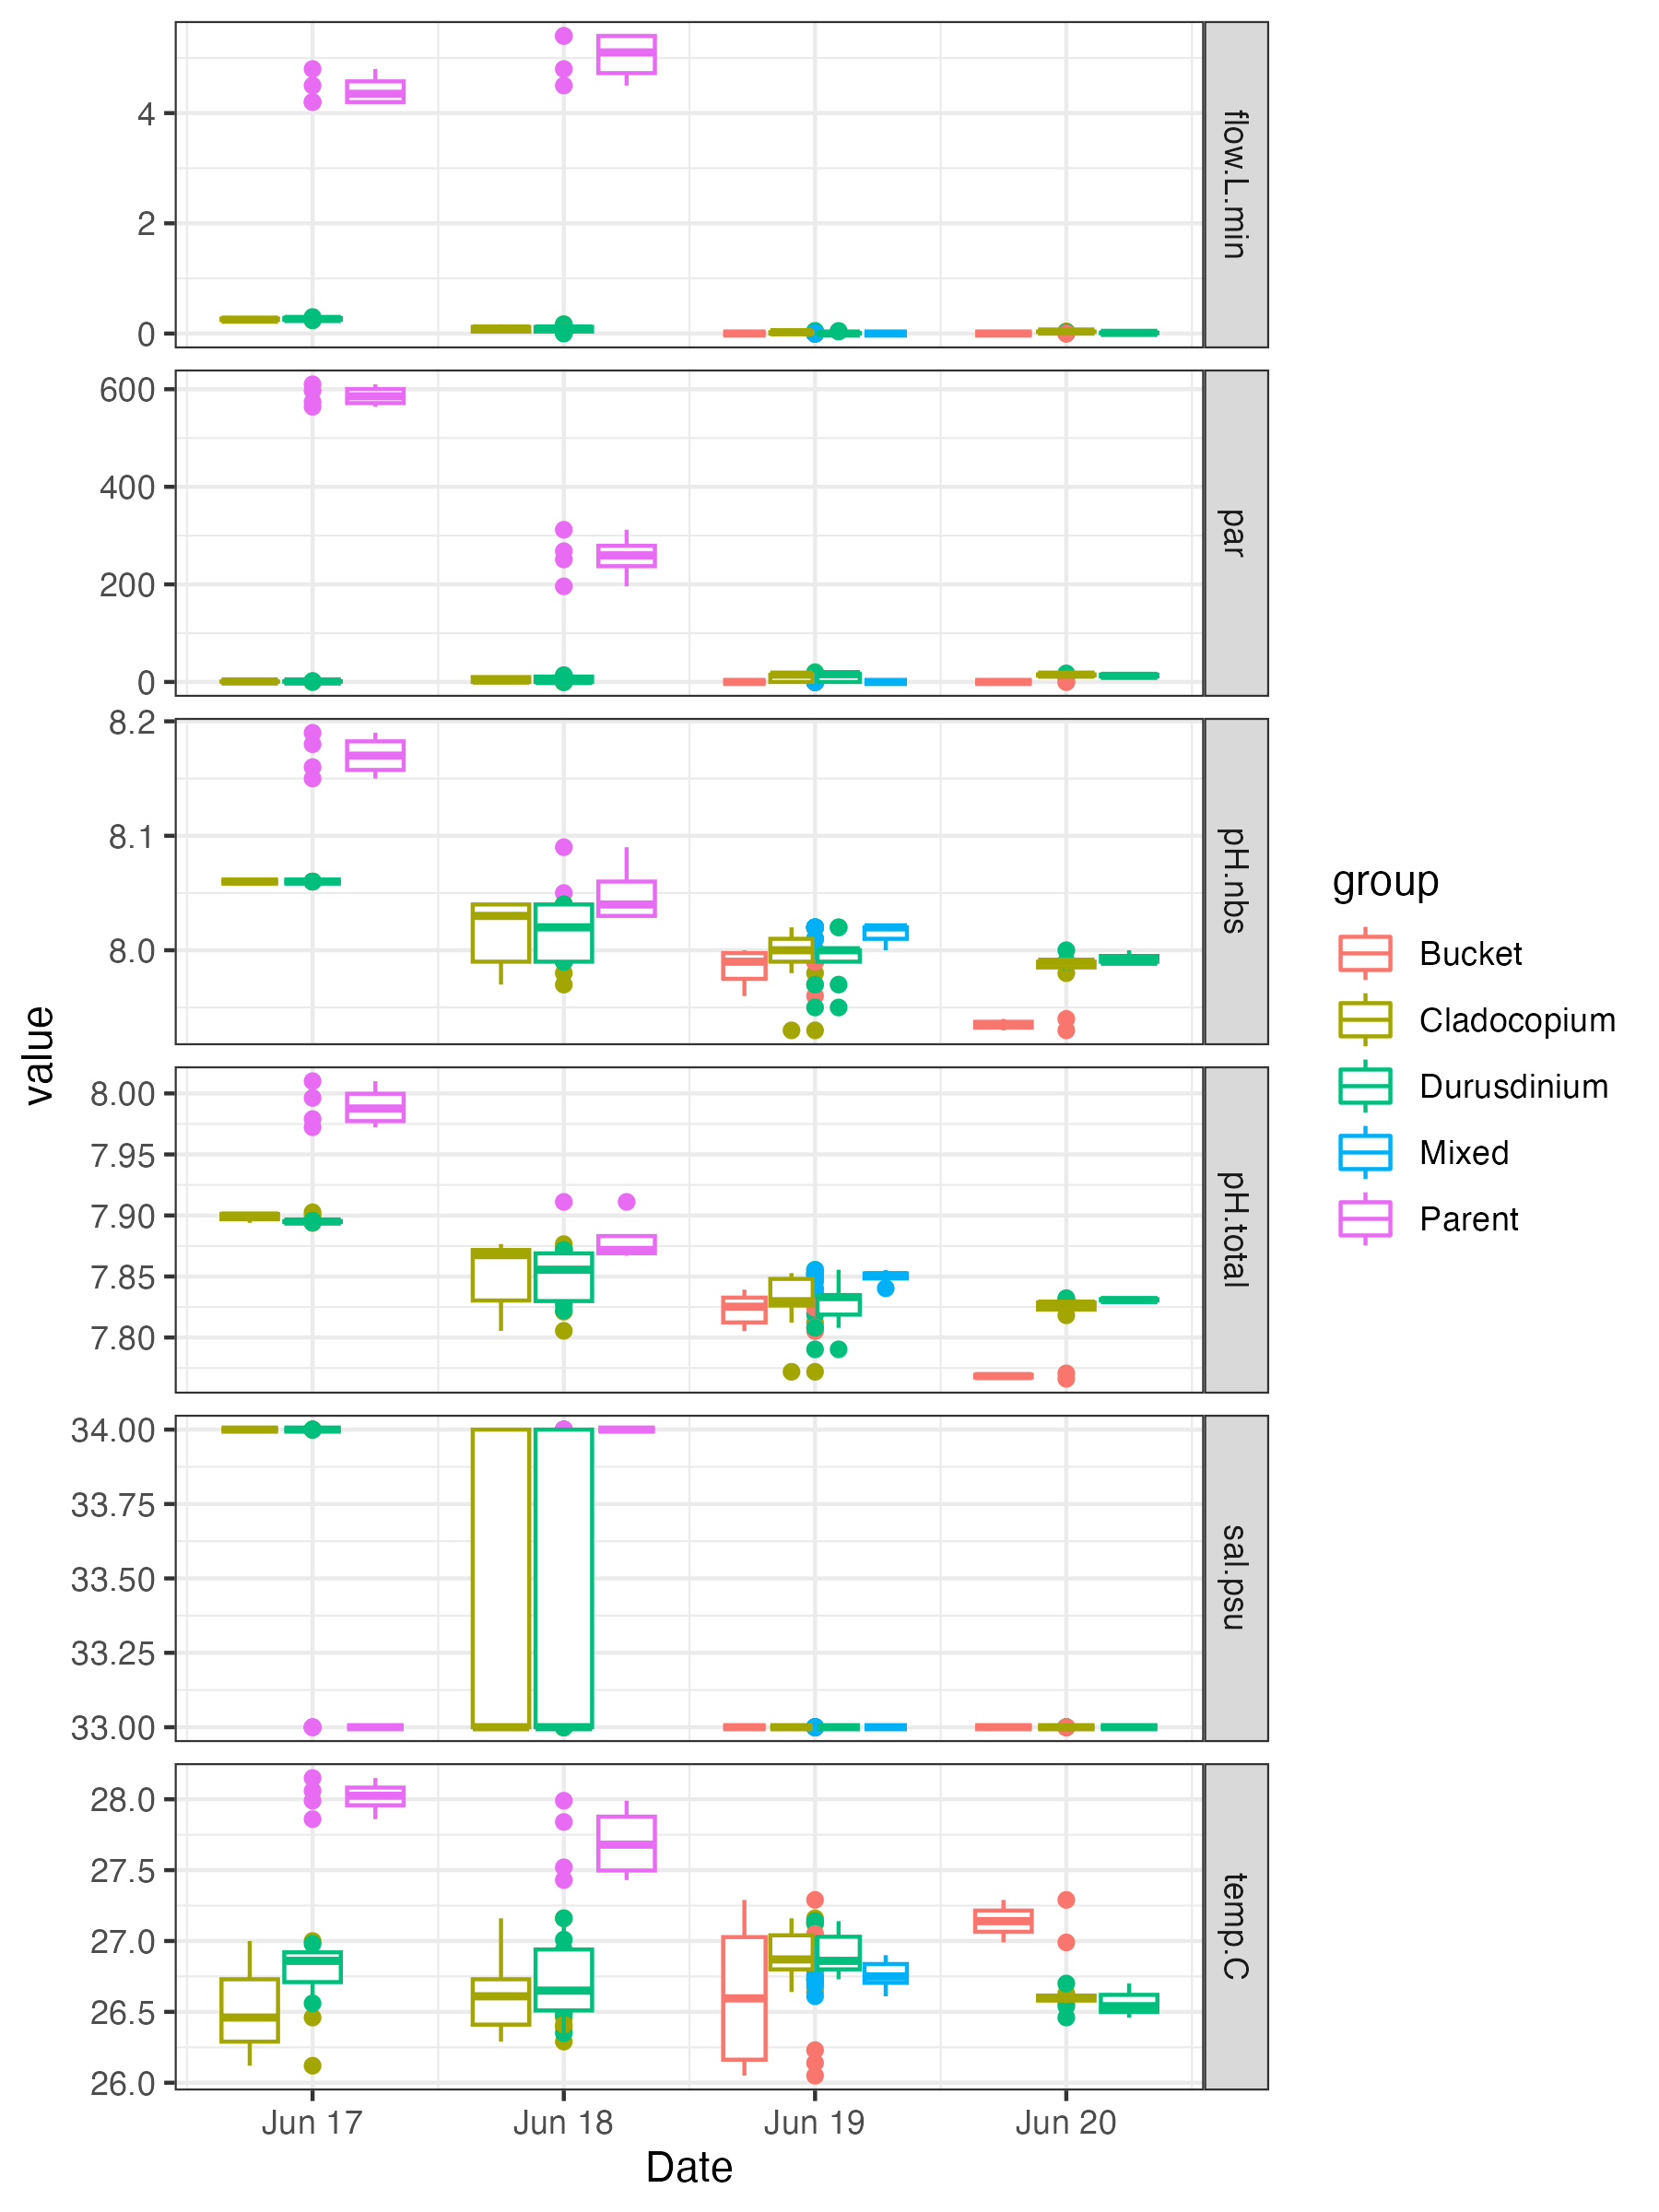 4
2
0
flow.L.min
600
400
200
0
par
8.2
8.1
8.0
pH.nbs
8.00
7.95
7.90
7.85
7.80
pH.total
34.00
33.75
33.50
33.25
33.00
sal.psu
28.0
27.5
27.0
26.5
26.0
temp.C
Jun 17 Jun 18 Jun 19 Jun 20
Date
value
group
Bucket
Cladocopium
Durusdinium
Mixed
Parent